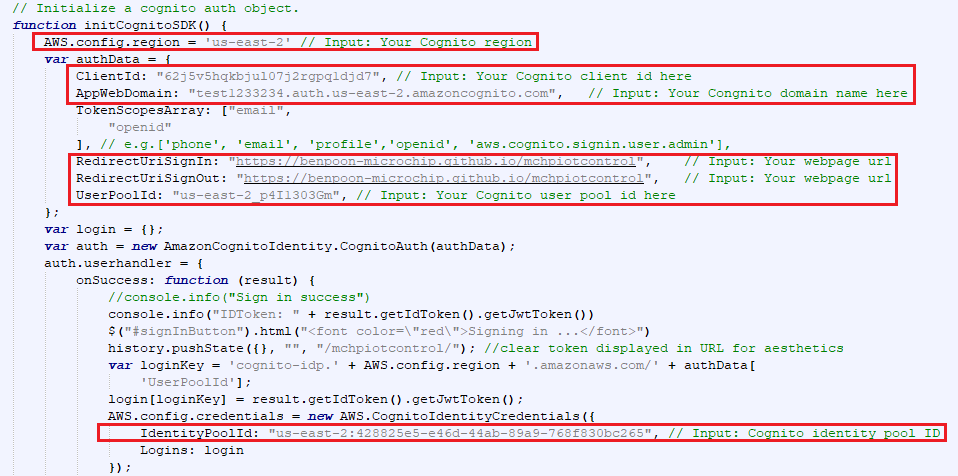 // Initialize a cognito auth object.
function initCognitoSDK() {
AWS.config.region = 'us-east-2' // Input: Your Cognito region
var authData = {
ClientId: "62j5v5hqkbjul07j2rgpqldjd7", // Input: Your Cognito client id here
AppWebDomain: "test1233234.auth.us-east-2.amazoncognito.com", // Input: Your Congnito domain name here
TokenScopesArray: ["email",
"openid"
], // e.g.['phone', 'email', 'profile','openid', 'aws.cognito.signin.user.admin'],
RedirectUriSignIn: "https://benpoon-microchip.github.io/mchpiotcontrol", // Input: Your webpage url
RedirectUriSignOut: "https://benpoon-microchip.github.io/mchpiotcontrol", // Input: Your webpage url
UserPoolId: "us-east-2_p4Il303Gm", // Input: Your Cognito user pool id here
};
var login = {};
var auth = new AmazonCognitoIdentity.CognitoAuth(authData);
auth.userhandler = {
onSuccess: function (result) {
//console.info("Sign in success")
console.info("IDToken: " + result.getIdToken().getJwtToken())
$("#signInButton").html("<font color=\"red\">Signing in ...</font>")
history.pushState({}, "", "/mchpiotcontrol/"); //clear token displayed in URL for aesthetics
var loginKey = 'cognito-idp.' + AWS.config.region + '.amazonaws.com/' + authData[
'UserPoolId'];
login[loginKey] = result.getIdToken().getJwtToken();
AWS.config.credentials = new AWS.CognitoIdentityCredentials({
IdentityPoolId: "us-east-2:428825e5-e46d-44ab-89a9-768f830bc265", // Input: Cognito identity pool ID
Logins: login
});